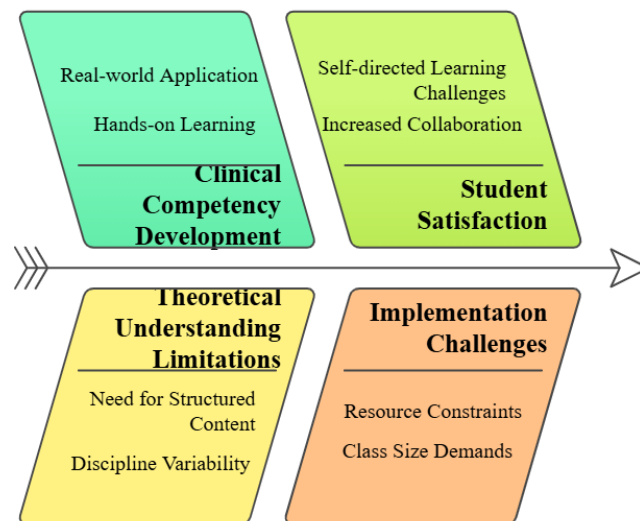 Real-world Application
Hands-on Learning
Clinical
Competency
Development
Self-directed Learning
Challenges
Increased Collaboration
Student
Satisfaction
Theoretical
Understanding
Limitations
Need for Structured
Content
Discipline Variability
Implementation
Challenges
Resource Constraints
Class Size Demands